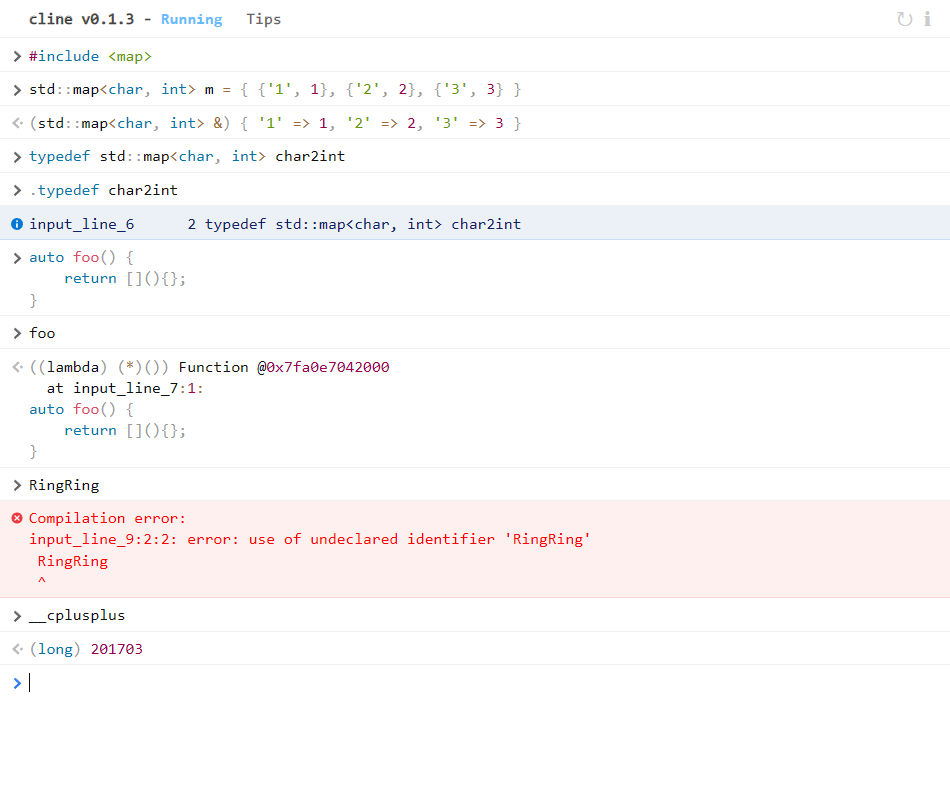 cline v0.1.3 - Running Tips
#include <map>
std::map<char, int> m = { {'1', 1}, {'2', 2}, {'3', 3} }
(std::map<char, int> &) { '1' => 1, '2' => 2, '3' => 3 }
typedef std::map<char, int> char2int
.typedef char2int
input_line_6      2 typedef std::map<char, int> char2int
auto foo() {
    return [](){};
}
foo
((lambda) (*)()) Function @0x7fa0e7042000
  at input_line_7:1:
auto foo() {
    return [](){};
}
RingRing
Compilation error:
input_line_9:2:2: error: use of undeclared identifier 'RingRing'
 RingRing
 ^
__cplusplus
(long) 201703